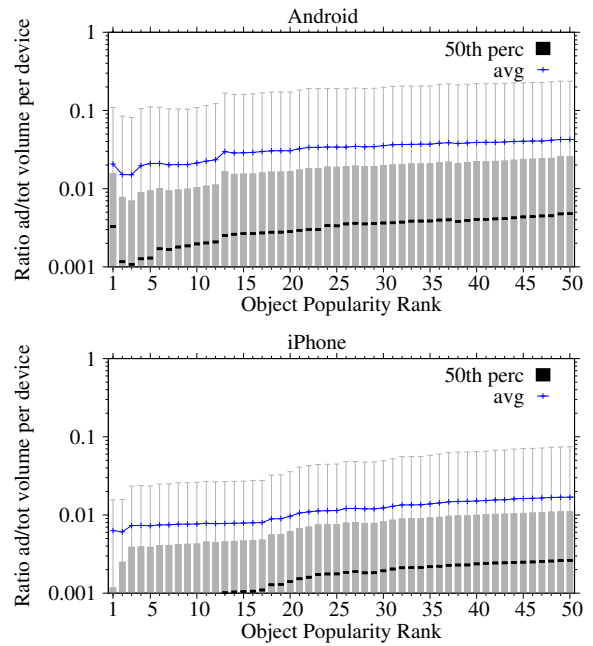 Android
Ratio ad/tot volume per device
1
0.1
0.01
0.001
50th perc
avg
1 5 10 15 20 25 30 35 40 45 50
Object Popularity Rank
iPhone
Ratio ad/tot volume per device
1
0.1
0.01
0.001
50th perc
avg
1 5 10 15 20 25 30 35 40 45 50
Object Popularity Rank